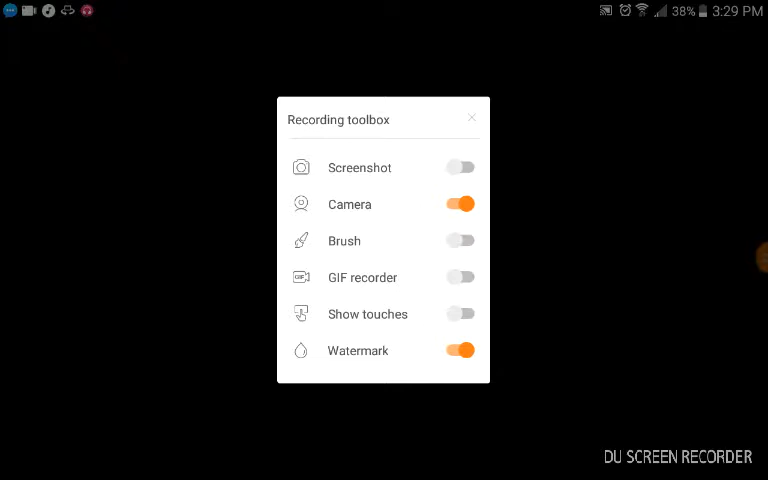 38% 3:29 PM
Recording toolbox
Screenshot
Camera
Brush
GIF recorder
Show touches
Watermark
DU SCREEN RECORDER